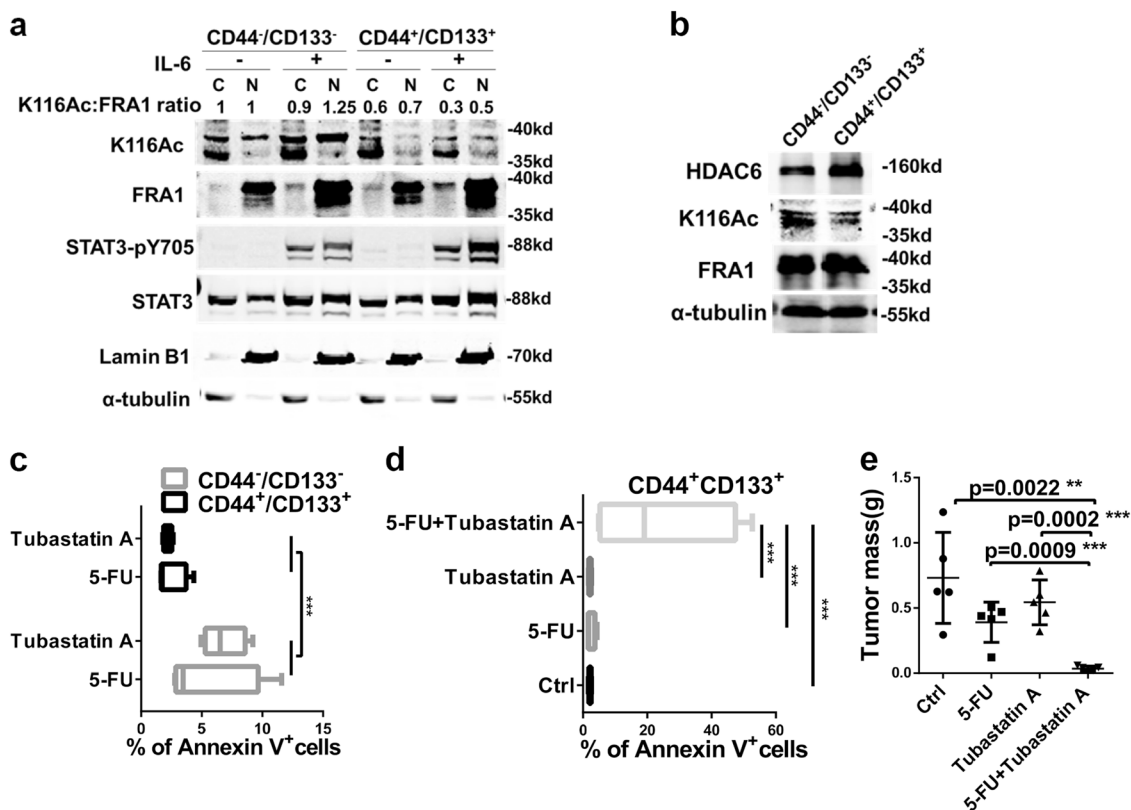 a
CD44-/CD133- CD44+/CD133+
IL-6 - + - +
C N C N C N C N
K116Ac:FRA1 ratio 1 1 0.9 1.25 0.6 0.7 0.3 0.5
K116Ac -40kd -35kd
FRA1 -40kd -35kd
STAT3-pY705 -88kd
STAT3 -88kd
Lamin B1 -70kd
α-tubulin -55kd
b
CD44-/CD133-
CD44+/CD133+
HDAC6 -160kd
K116Ac -40kd -35kd
FRA1 -40kd -35kd
α-tubulin -55kd
c
CD44-/CD133-
CD44+/CD133+
Tubastatin A
5-FU
Tubastatin A
5-FU
***
0 5 10 15
% of Annexin V+cells
d
CD44+CD133+
5-FU+Tubastatin A
Tubastatin A
5-FU
Ctrl
***
***
***
0 20 40 60
% of Annexin V+cells
e
Tumor mass(g)
1.5
1.0
0.5
0.0
p=0.0022 **
p=0.0002 ***
p=0.0009 ***
Ctrl
5-FU
Tubastatin A
5-FU+Tubastatin A